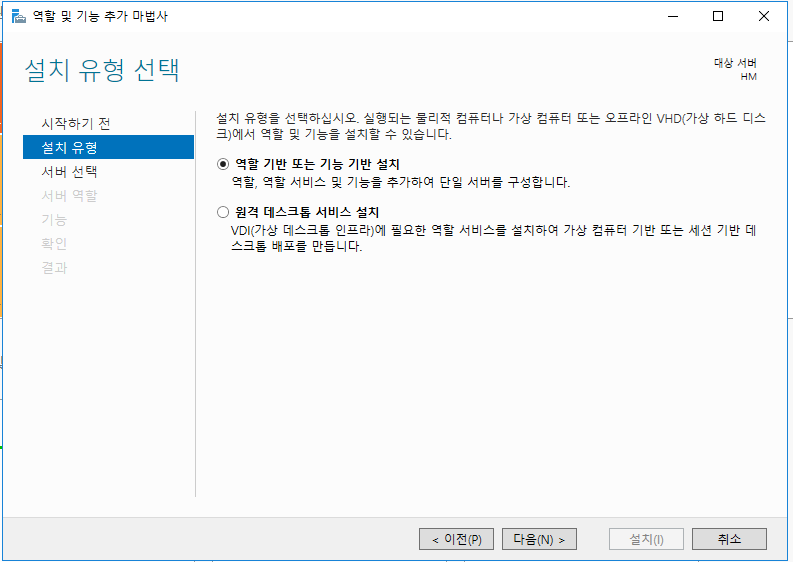 역할 및 기능 추가 마법사
설치 유형 선택
대상 서버
HM
시작하기 전
설치 유형
서버 선택
서버 역할
기능
확인
결과
설치 유형을 선택하십시오. 실행되는 물리적 컴퓨터나 가상 컴퓨터 또는 오프라인 VHD(가상 하드 디스
크)에서 역할 및 기능을 설치할 수 있습니다.
역할 기반 또는 기능 기반 설치
역할, 역할 서비스 및 기능을 추가하여 단일 서버를 구성합니다.
원격 데스크톱 서비스 설치
VDI(가상 데스크톱 인프라)에 필요한 역할 서비스를 설치하여 가상 컴퓨터 기반 또는 세션 기반 데
스크톱 배포를 만듭니다.
< 이전(P)
다음(N) >
설치(I)
취소